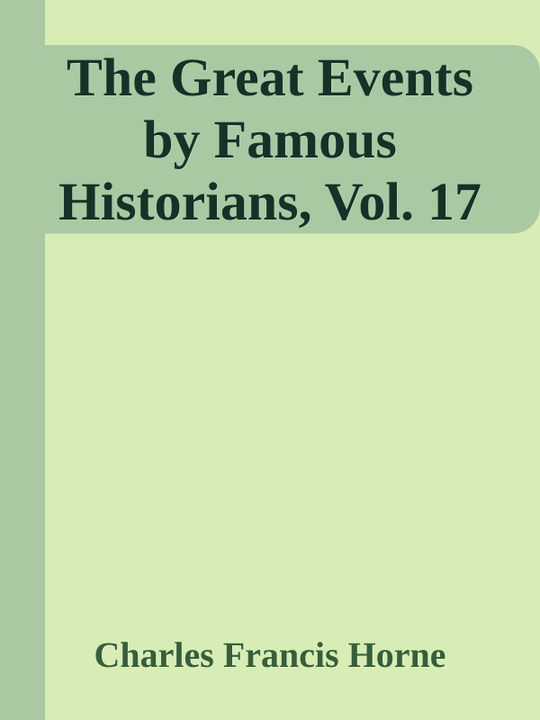 The Great Events
by Famous
Historians, Vol. 17
Charles Francis Horne